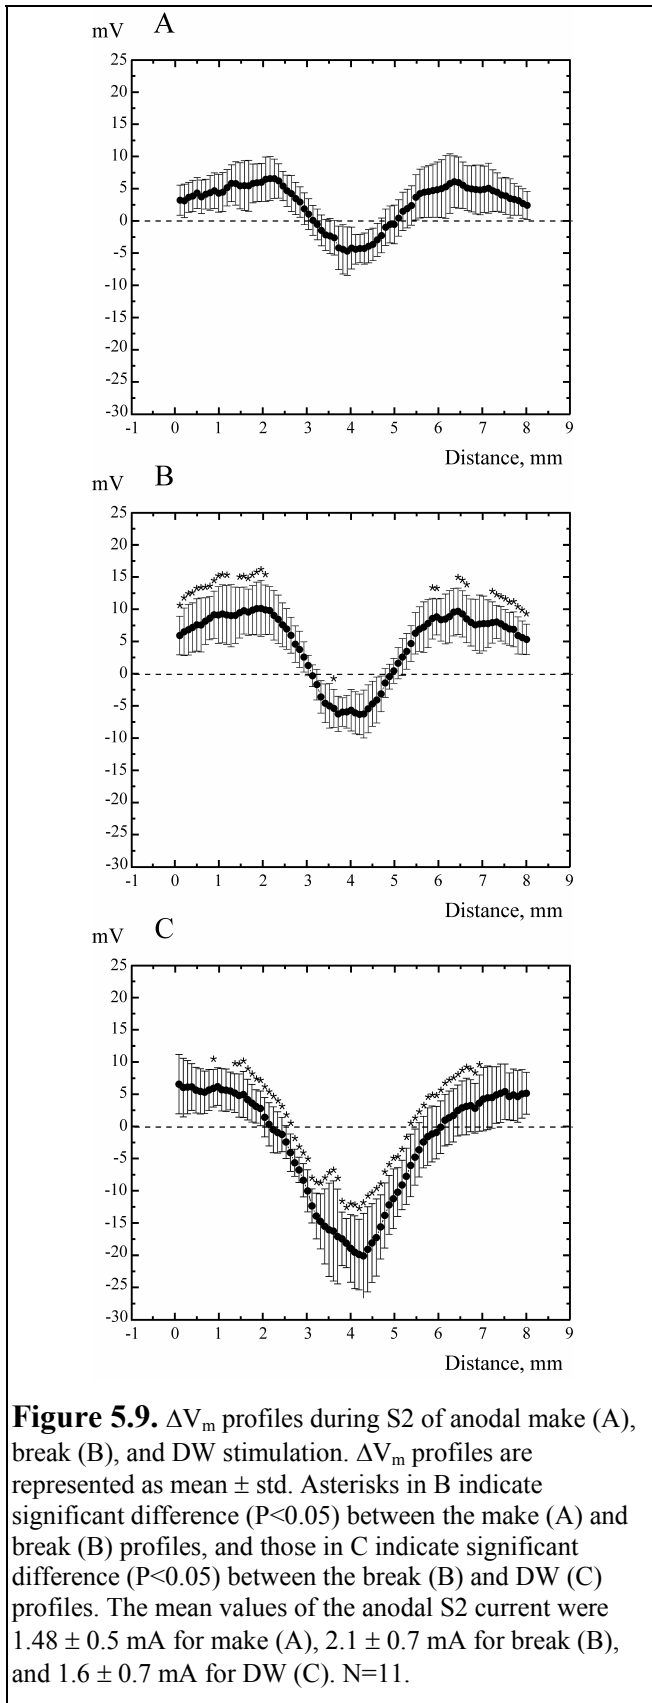 A
mV
25
20
15
10
5
0
-5
-10
-15
-20
-25
-30
-1 0 1 2 3 4 5 6 7 8 9
Distance, mm
B
mV
25
20
15
10
5
0
-5
-10
-15
-20
-25
-30
-1 0 1 2 3 4 5 6 7 8 9
Distance, mm
C
mV
25
20
15
10
5
0
-5
-10
-15
-20
-25
-30
-1 0 1 2 3 4 5 6 7 8 9
Distance, mm
Figure 5.9. ΔVm profiles during S2 of anodal make (A),
break (B), and DW stimulation. ΔVm profiles are
represented as mean ± std. Asterisks in B indicate
significant difference (P<0.05) between the make (A) and
break (B) profiles, and those in C indicate significant
difference (P<0.05) between the break (B) and DW (C)
profiles. The mean values of the anodal S2 current were
1.48 ± 0.5 mA for make (A), 2.1 ± 0.7 mA for break (B),
and 1.6 ± 0.7 mA for DW (C). N=11.